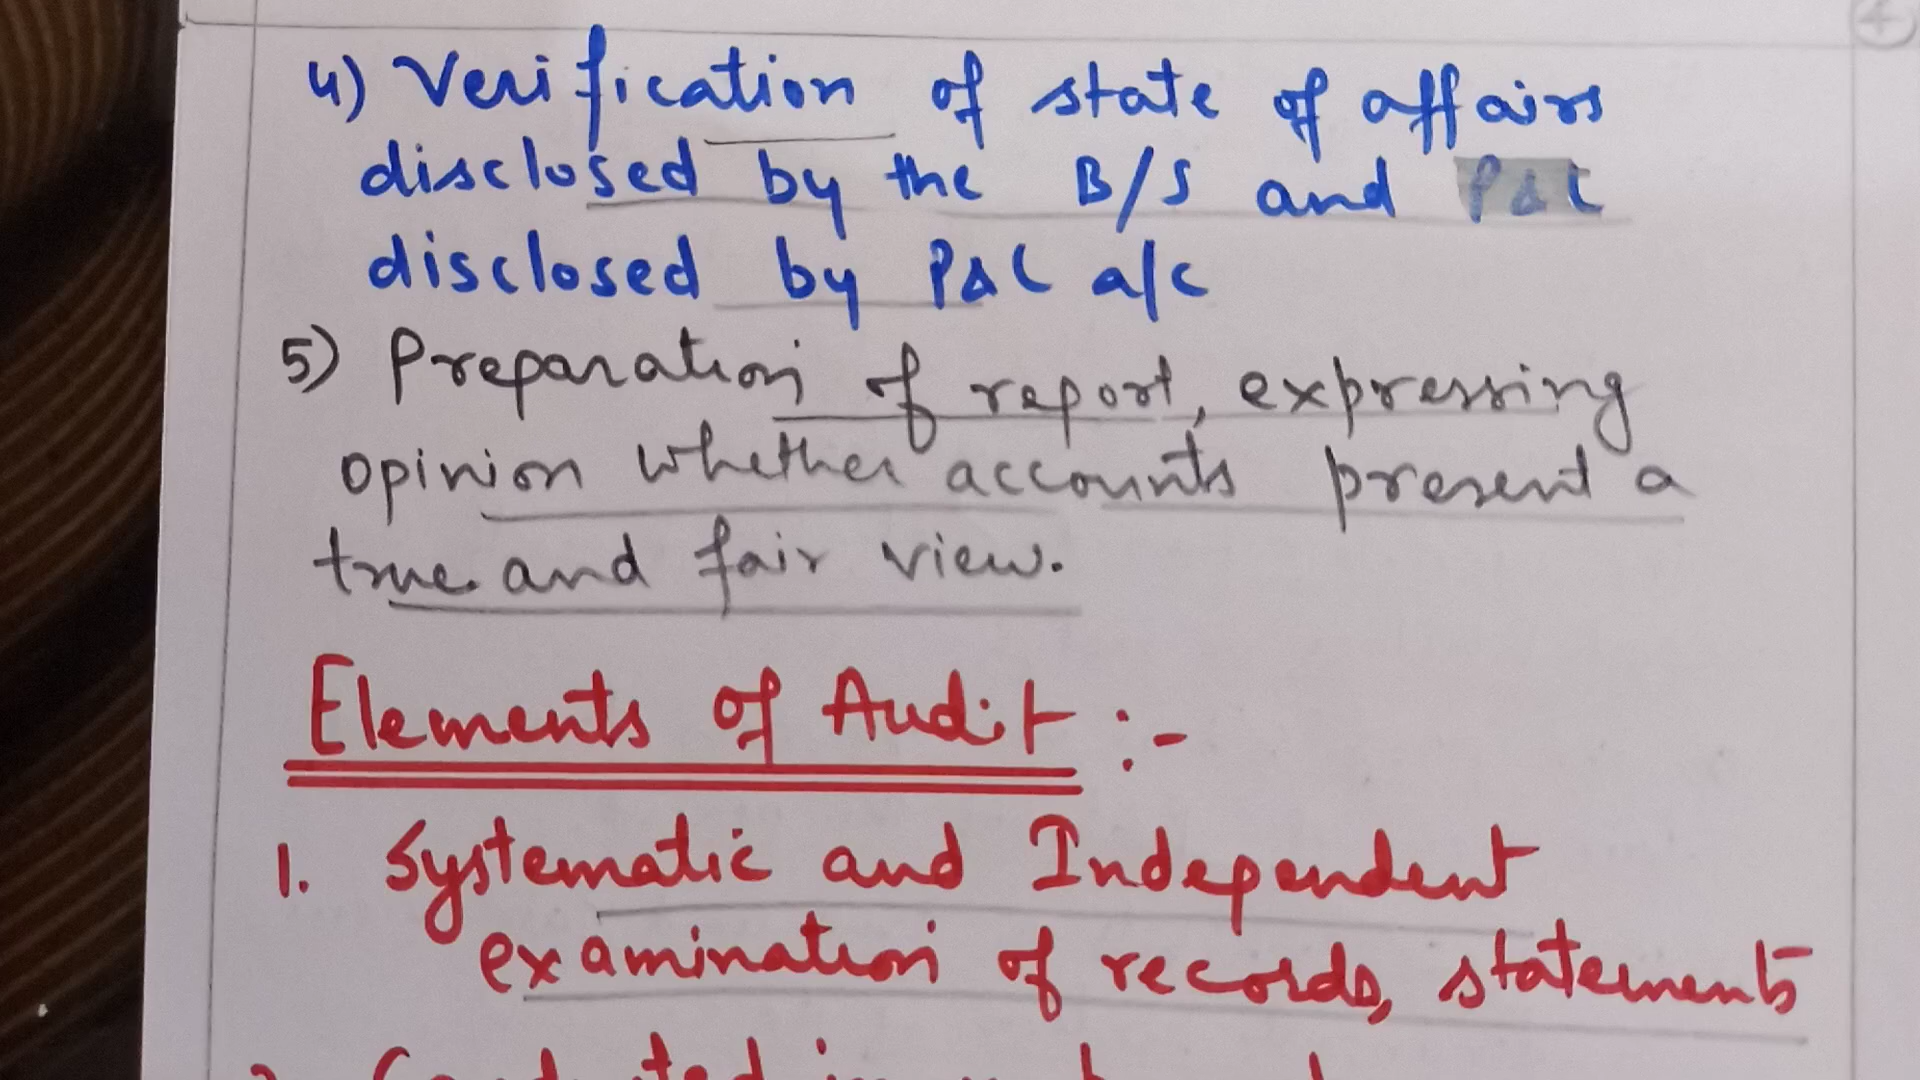 4) Verification of state of affairs
disclosed by the B/S and P&L
disclosed by P&L a/c
5) Preparation of report, expressing
opinion whether accounts present a
true and fair view.
Elements of Audit :-
1. Systematic and Independent
examination of records, statements